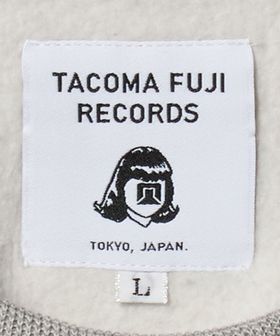 TACOMA FUJI
RECORDS
TOKYO, JAPAN.
L